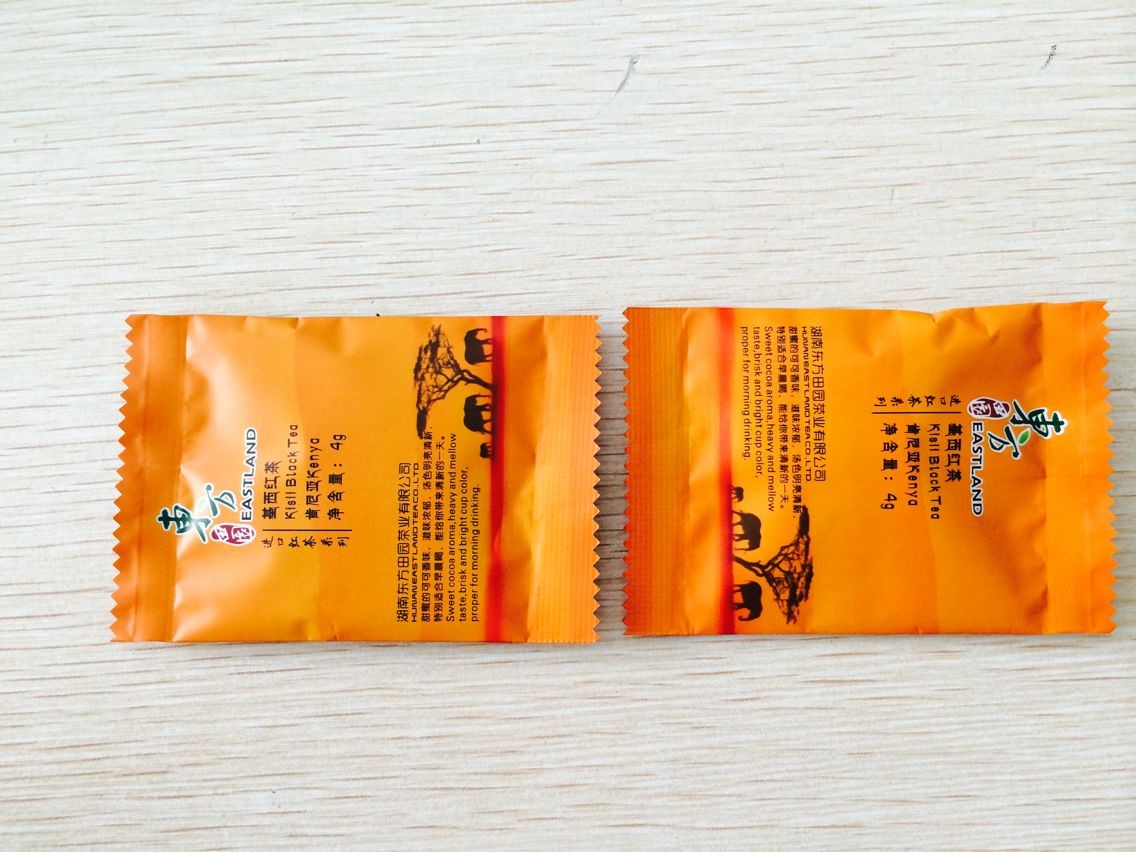 東方
田園
EASTLAND
进口红茶系列
基西红茶
Kisii Black Tea
肯尼亚Kenya
净含量：4g
湖南东方田园茶业有限公司
HUNAN EASTLAND TEA CO., LTD.
甜蜜的可可香味，滋味浓郁，汤色明亮清新，
特别适合早晨喝，能给你带来清新的一天。
Sweet cocoa aroma,heavy and mellow
taste,brisk and bright cup color,
proper for morning drinking.
東方
田園
EASTLAND
进口红茶系列
基西红茶
Kisii Black Tea
肯尼亚Kenya
净含量：4g
湖南东方田园茶业有限公司
HUNAN EASTLAND TEA CO., LTD.
甜蜜的可可香味，滋味浓郁，汤色明亮清新，
特别适合早晨喝，能给你带来清新的一天。
Sweet cocoa aroma,heavy and mellow
taste,brisk and bright cup color,
proper for morning drinking.